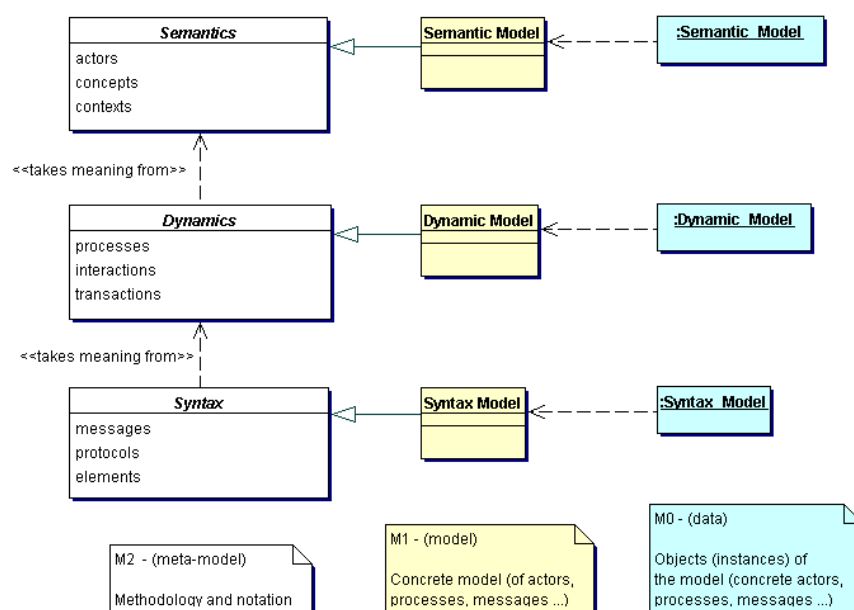 Semantics
actors
concepts
contexts
Semantic Model
:Semantic_Model
<<takes meaning from>>
Dynamics
processes
interactions
transactions
Dynamic Model
:Dynamic_Model
<<takes meaning from>>
Syntax
messages
protocols
elements
Syntax Model
:Syntax_Model
M2 - (meta-model)
Methodology and notation
M1 - (model)
Concrete model (of actors,
processes, messages ...)
M0 - (data)
Objects (instances) of
the model (concrete actors,
processes, messages ...)